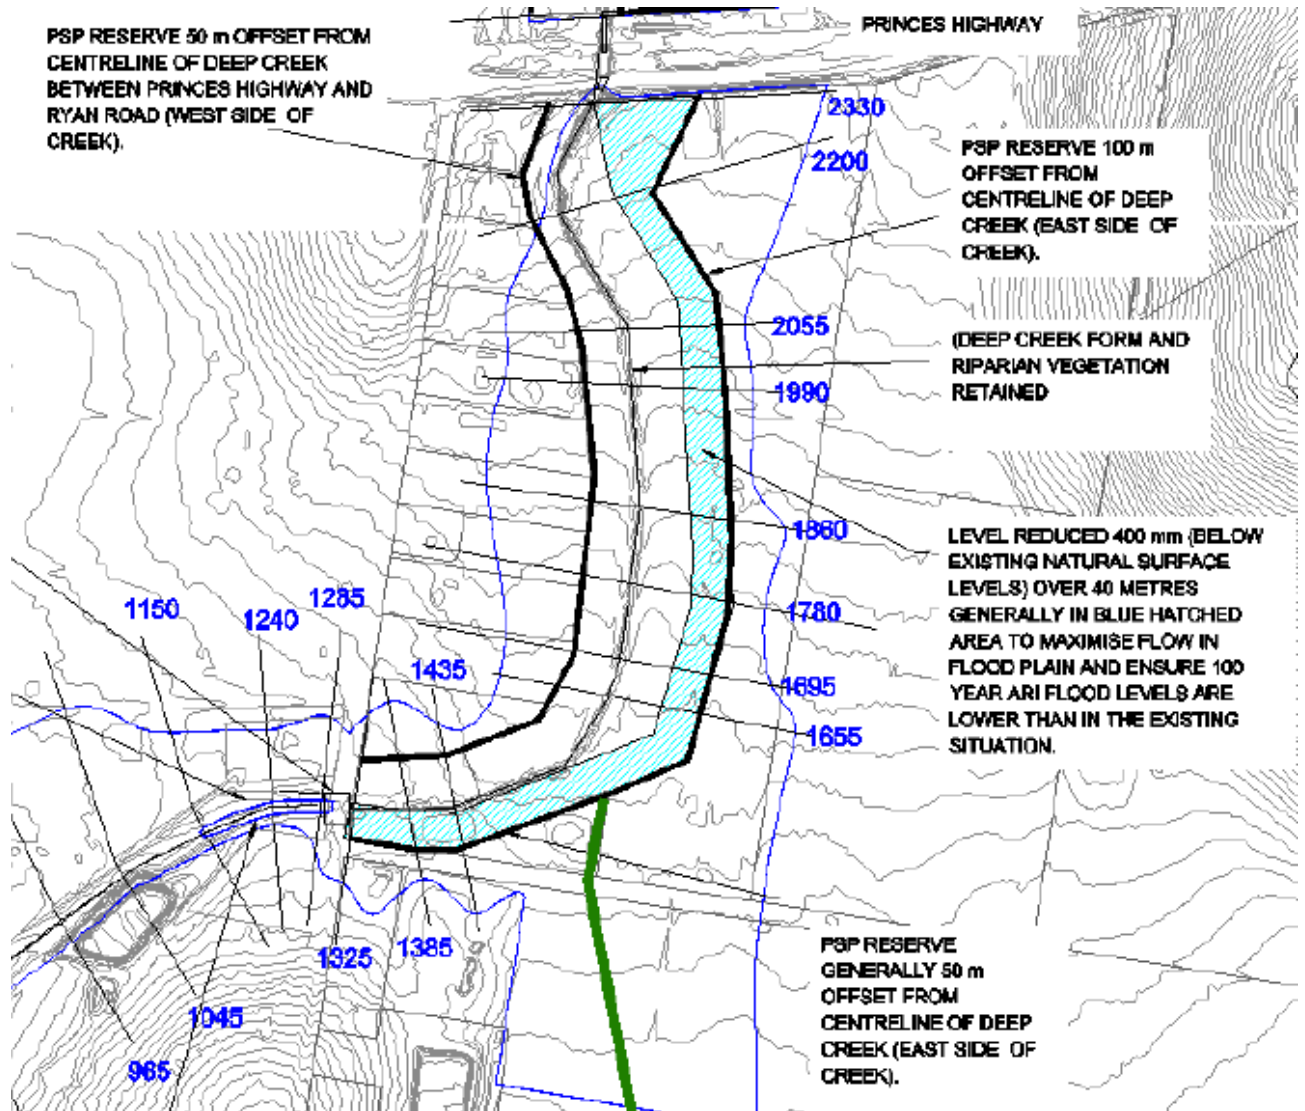 PSP RESERVE 50 m OFFSET FROM
CENTRELINE OF DEEP CREEK
BETWEEN PRINCES HIGHWAY AND
RYAN ROAD (WEST SIDE OF
CREEK).
PRINCES HIGHWAY
2330
2200
PSP RESERVE 100 m
OFFSET FROM
CENTRELINE OF DEEP
CREEK (EAST SIDE OF
CREEK).
2055
1990
(DEEP CREEK FORM AND
RIPARIAN VEGETATION
RETAINED
1860
1780
1695
1655
LEVEL REDUCED 400 mm (BELOW
EXISTING NATURAL SURFACE
LEVELS) OVER 40 METRES
GENERALLY IN BLUE HATCHED
AREA TO MAXIMISE FLOW IN
FLOOD PLAIN AND ENSURE 100
YEAR ARI FLOOD LEVELS ARE
LOWER THAN IN THE EXISTING
SITUATION.
1150
1240
1285
1435
1325
1385
1045
965
PSP RESERVE
GENERALLY 50 m
OFFSET FROM
CENTRELINE OF DEEP
CREEK (EAST SIDE OF
CREEK).